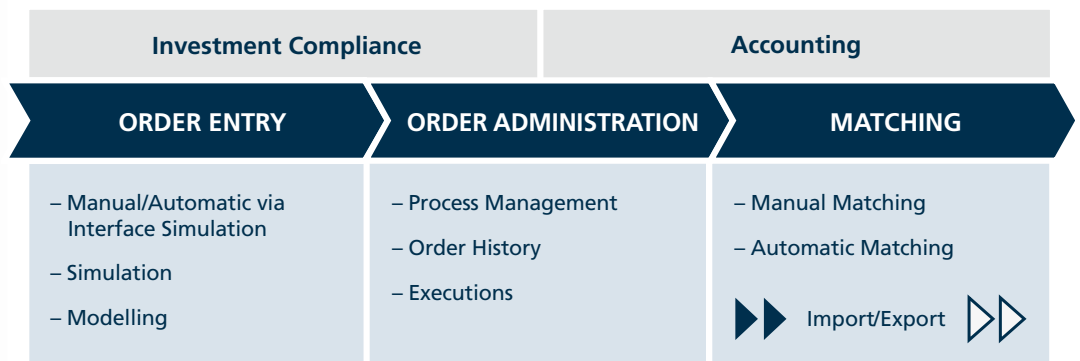 Investment Compliance
Accounting
ORDER ENTRY
ORDER ADMINISTRATION
MATCHING
– Manual/Automatic via
Interface Simulation
– Simulation
– Modelling
– Process Management
– Order History
– Executions
– Manual Matching
– Automatic Matching
Import/Export